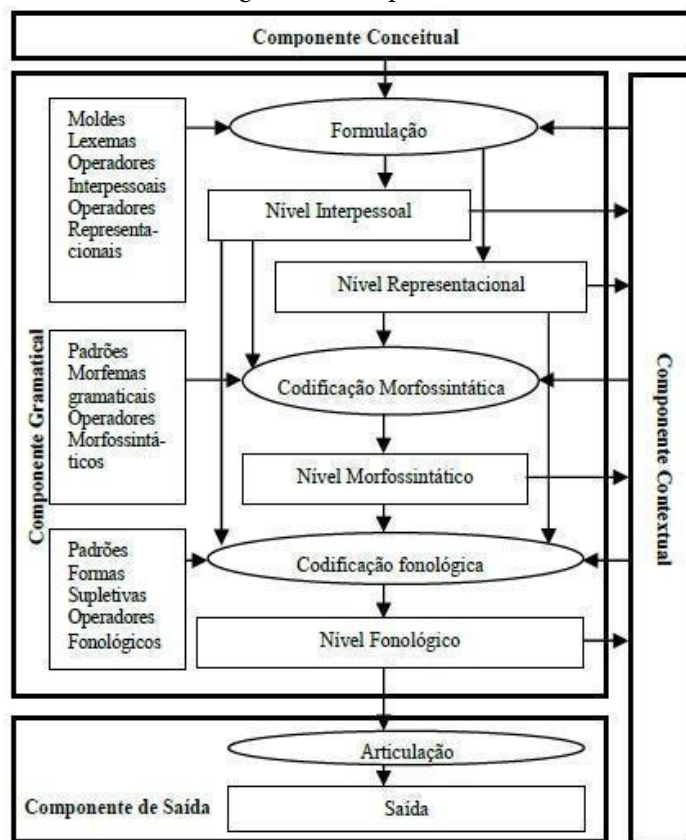 Componente Conceitual
Moldes
Lexemas
Operadores
Interpessoais
Operadores
Representa-
cionais
Formulação
Nível Interpessoal
Nível Representacional
Componente Gramatical
Padrões
Morfemas
gramaticais
Operadores
Morfossintá-
ticos
Codificação Morfossintática
Nível Morfossintático
Componente Contextual
Padrões
Formas
Supletivas
Operadores
Fonológicos
Codificação fonológica
Nível Fonológico
Articulação
Componente de Saída
Saída